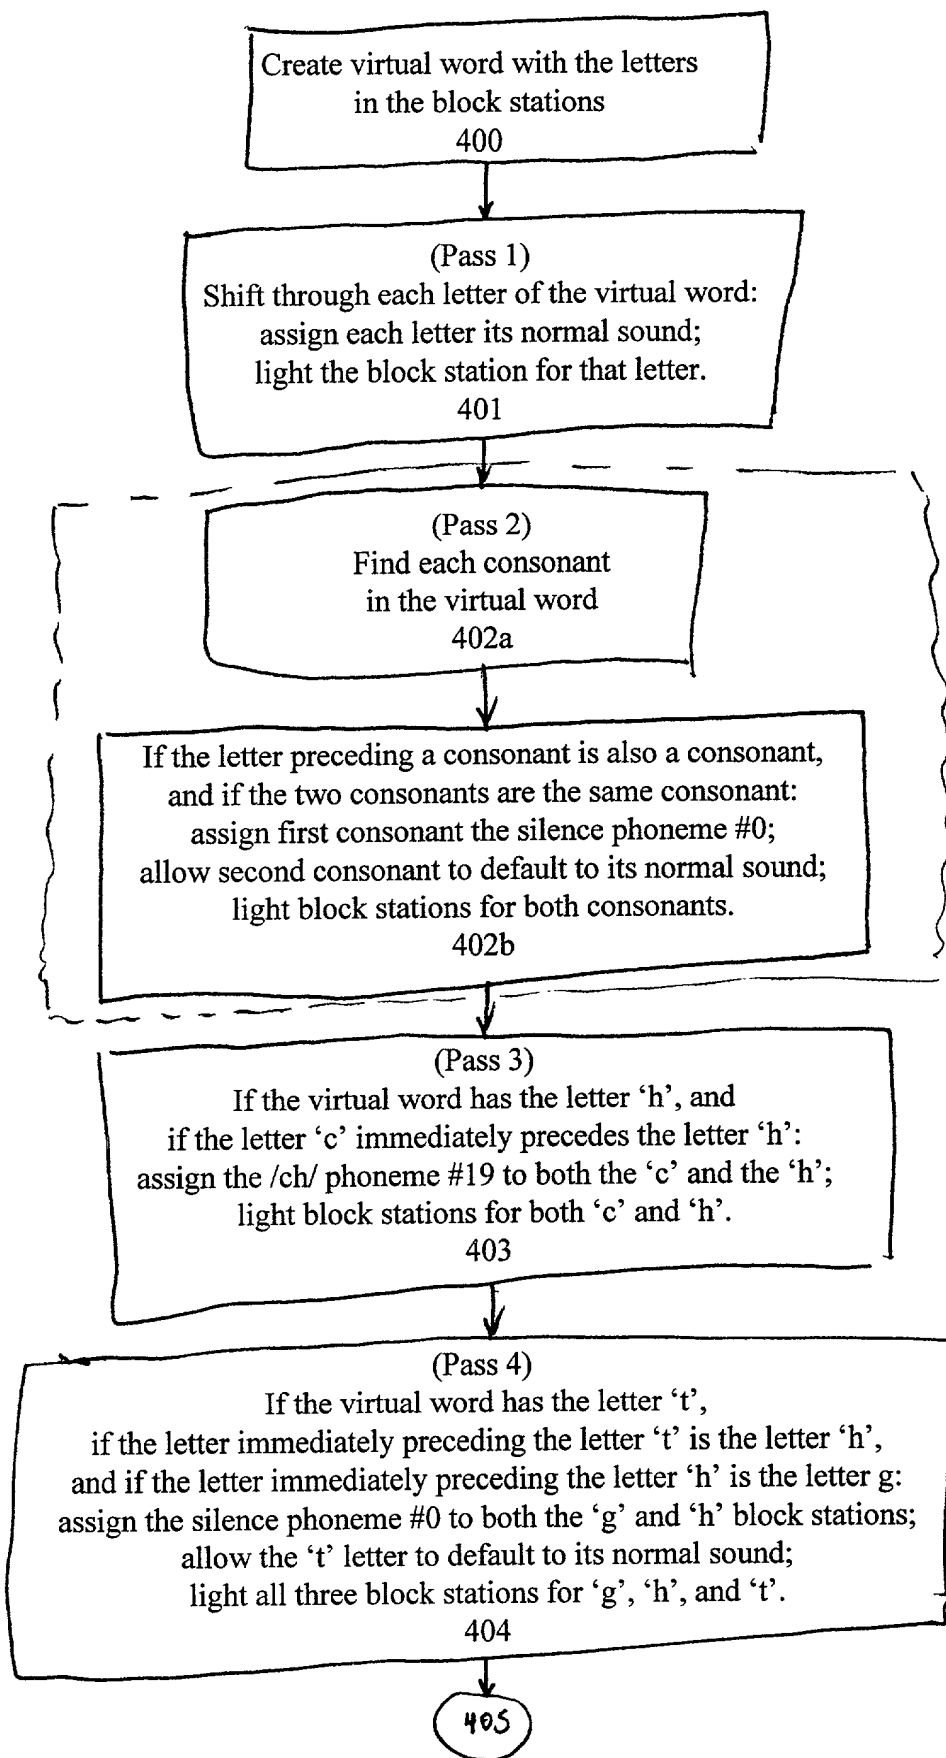 Create virtual word with the letters
in the block stations
400
(Pass 1)
Shift through each letter of the virtual word:
assign each letter its normal sound;
light the block station for that letter.
401
(Pass 2)
Find each consonant
in the virtual word
402a
If the letter preceding a consonant is also a consonant,
and if the two consonants are the same consonant:
assign first consonant the silence phoneme #0;
allow second consonant to default to its normal sound;
light block stations for both consonants.
402b
(Pass 3)
If the virtual word has the letter ‘h’, and
if the letter ‘c’ immediately precedes the letter ‘h’:
assign the /ch/ phoneme #19 to both the ‘c’ and the ‘h’;
light block stations for both ‘c’ and ‘h’.
403
(Pass 4)
If the virtual word has the letter ‘t’,
if the letter immediately preceding the letter ‘t’ is the letter ‘h’,
and if the letter immediately preceding the letter ‘h’ is the letter g:
assign the silence phoneme #0 to both the ‘g’ and ‘h’ block stations;
allow the ‘t’ letter to default to its normal sound;
light all three block stations for ‘g’, ‘h’, and ‘t’.
404
405